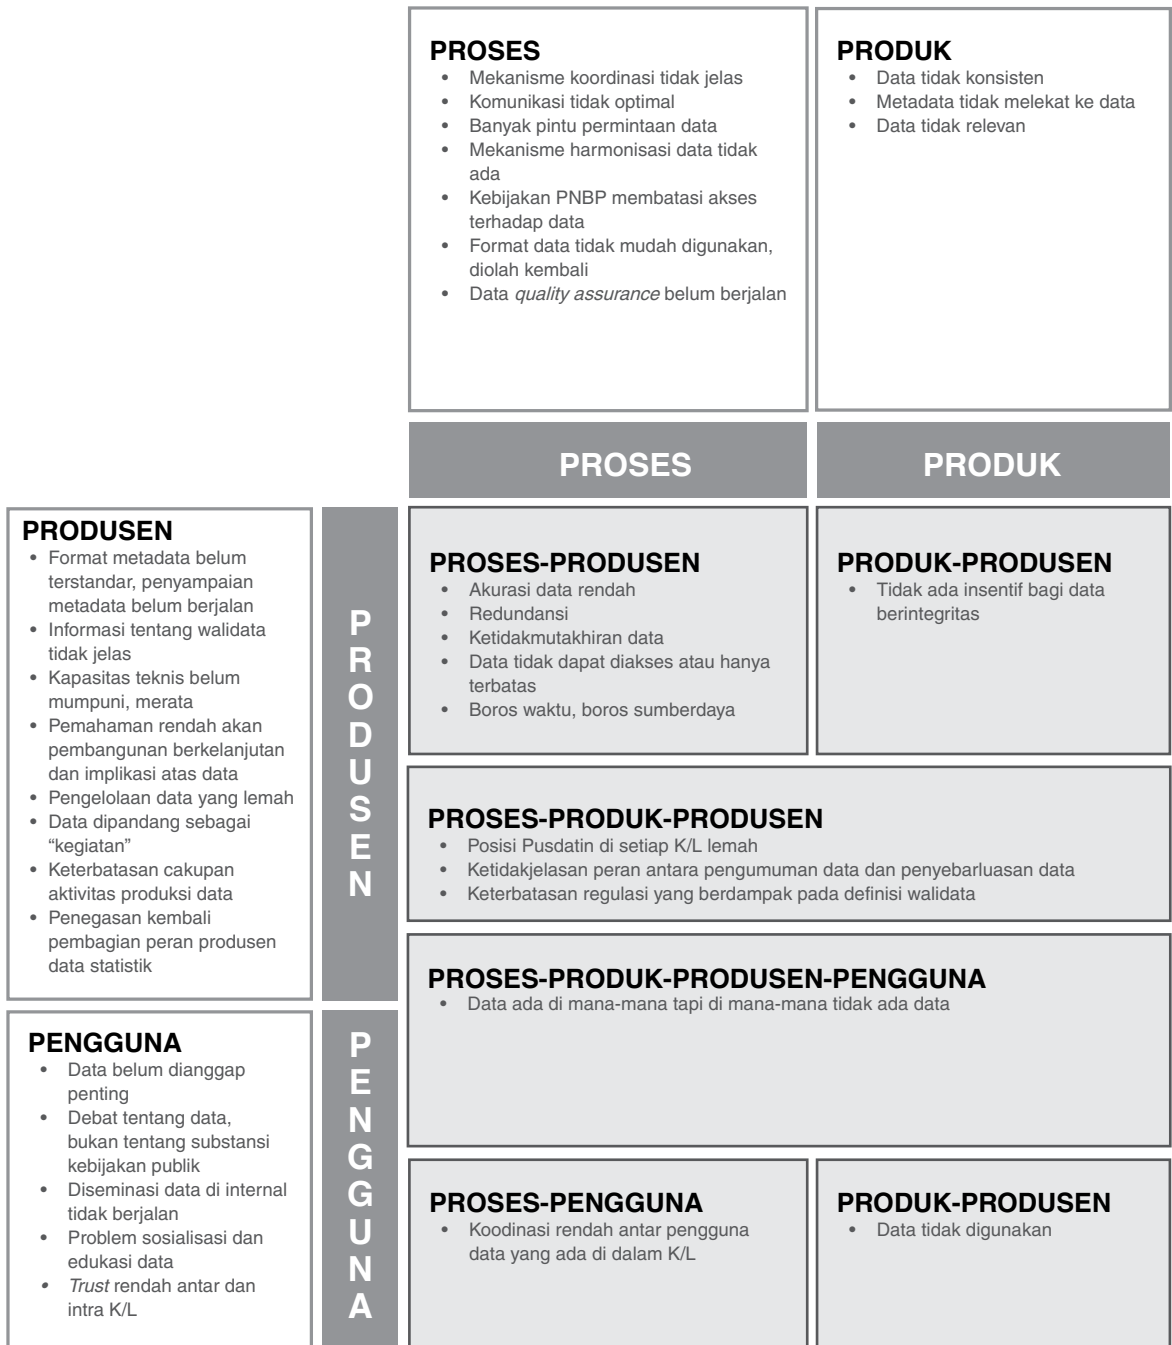 PROSES
• Mekanisme koordinasi tidak jelas
• Komunikasi tidak optimal
• Banyak pintu permintaan data
• Mekanisme harmonisasi data tidak
ada
• Kebijakan PNBP membatasi akses
terhadap data
• Format data tidak mudah digunakan,
diolah kembali
• Data quality assurance belum berjalan
PRODUK
• Data tidak konsisten
• Metadata tidak melekat ke data
• Data tidak relevan
PROSES
PRODUK
PRODUSEN
• Format metadata belum
terstandar, penyampaian
metadata belum berjalan
• Informasi tentang walidata
tidak jelas
• Kapasitas teknis belum
mumpuni, merata
• Pemahaman rendah akan
pembangunan berkelanjutan
dan implikasi atas data
• Pengelolaan data yang lemah
• Data dipandang sebagai
“kegiatan”
• Keterbatasan cakupan
aktivitas produksi data
• Penegasan kembali
pembagian peran produsen
data statistik
PRODUSEN
PROSES-PRODUSEN
• Akurasi data rendah
• Redundansi
• Ketidakmutakhiran data
• Data tidak dapat diakses atau hanya
terbatas
• Boros waktu, boros sumberdaya
PRODUK-PRODUSEN
• Tidak ada insentif bagi data
berintegritas
PROSES-PRODUK-PRODUSEN
• Posisi Pusdatin di setiap K/L lemah
• Ketidakjelasan peran antara pengumuman data dan penyebarluasan data
• Keterbatasan regulasi yang berdampak pada definisi walidata
PROSES-PRODUK-PRODUSEN-PENGGUNA
• Data ada di mana-mana tapi di mana-mana tidak ada data
PENGGUNA
• Data belum dianggap
penting
• Debat tentang data,
bukan tentang substansi
kebijakan publik
• Diseminasi data di internal
tidak berjalan
• Problem sosialisasi dan
edukasi data
• Trust rendah antar dan
intra K/L
PENGGUNA
PROSES-PENGGUNA
• Koodinasi rendah antar pengguna
data yang ada di dalam K/L
PRODUK-PRODUSEN
• Data tidak digunakan